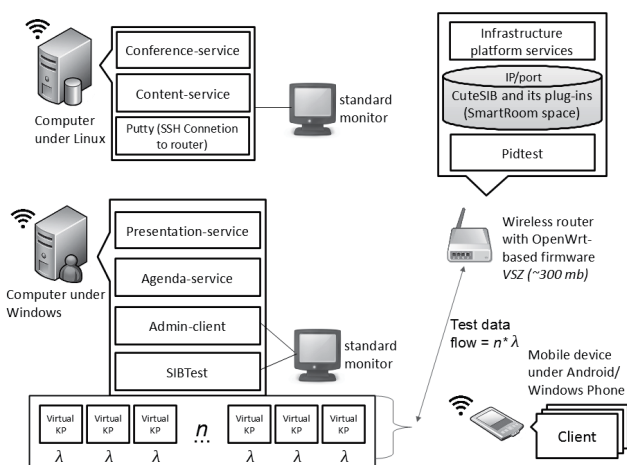 Conference-service
Content-service
Putty (SSH Connetion
to router)
Computer
under Linux
standard
monitor
Infrastructure
platform services
IP/port
CuteSIB and its plug-ins
(SmartRoom space)
Pidtest
Wireless router
with OpenWrt-
based firmware
VSZ (~300 mb)
Presentation-service
Agenda-service
Admin-client
SIBTest
Computer under
Windows
standard
monitor
Test data
flow = n* λ
Mobile device
under Android/
Windows Phone
Client
Virtual KP
Virtual KP
Virtual KP
n
...
Virtual KP
Virtual KP
Virtual KP
λ λ λ λ λ λ